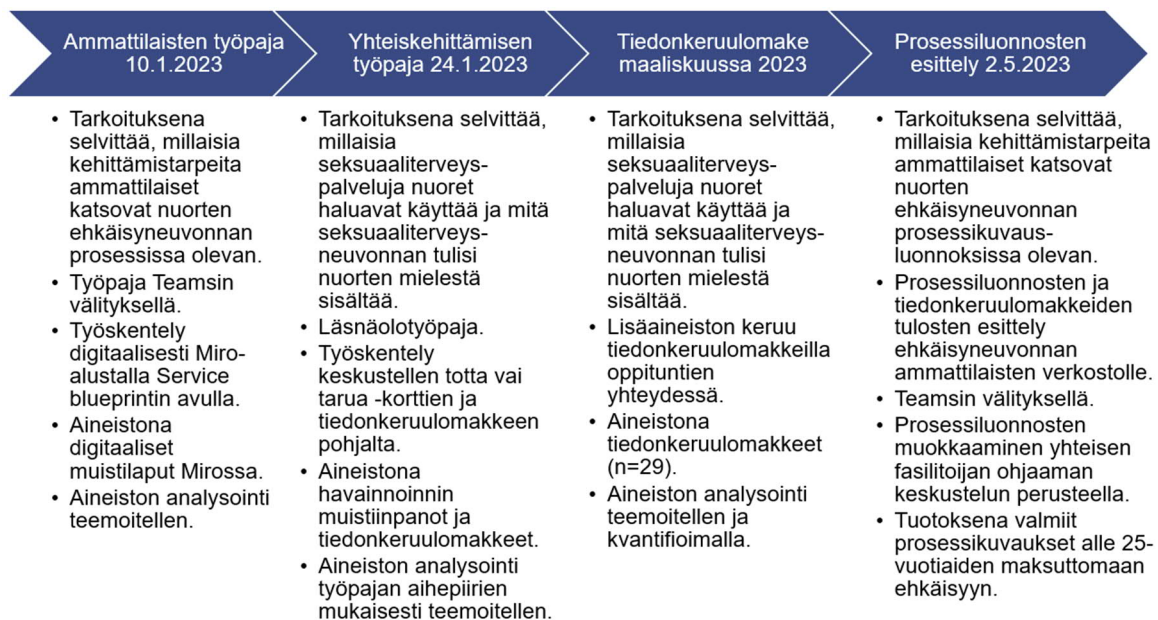 Ammattilaisten työpaja
10.1.2023
Yhteiskehittämisen
työpaja 24.1.2023
Tiedonkeruulomake
maaliskuussa 2023
Prosessiluonnosten
esittely 2.5.2023
• Tarkoituksena
selvittää, millaisia
kehittämistarpeita
ammattilaiset
katsovat nuorten
ehkäisyneuvonnan
prosessissa olevan.
• Työpaja Teamsin
välityksellä.
• Työskentely
digitaalisesti Miro-
alustalla Service
blueprintin avulla.
• Aineistona
digitaaliset
muistilaput Mirossa.
• Aineiston analysointi
teemoitellen.
• Tarkoituksena selvittää,
millaisia
seksuaaliterveys-
palveluja nuoret
haluavat käyttää ja mitä
seksuaaliterveys-
neuvonnan tulisi
nuorten mielestä
sisältää.
• Läsnäolotyöpaja.
• Työskentely
keskustellen totta vai
tarua -korttien ja
tiedonkeruulomakkeen
pohjalta.
• Aineistona
havainnoinnin
muistiinpanot ja
tiedonkeruulomakkeet.
• Aineiston analysointi
työpajan aihepiirien
mukaisesti teemoitellen.
• Tarkoituksena selvittää,
millaisia
seksuaaliterveys-
palveluja nuoret
haluavat käyttää ja
mitä seksuaaliterveys-
neuvonnan tulisi
nuorten mielestä
sisältää.
• Lisäaineiston keruu
tiedonkeruulomakkeilla
oppituntien
yhteydessä.
• Aineistona
tiedonkeruulomakkeet
(n=29).
• Aineiston analysointi
teemoitellen ja
kvantifioimalla.
• Tarkoituksena selvittää,
millaisia kehittämistarpeita
ammattilaiset katsovat
nuorten
ehkäisyneuvonnan
prosessikuvaus-
luonnoksissa olevan.
• Prosessiluonnosten ja
tiedonkeruulomakkeiden
tulosten esittely
ehkäisyneuvonnan
ammattilaisten verkostolle.
• Teamsin välityksellä.
• Prosessiluonnosten
muokkaaminen yhteisen
fasilitoijan ohjaaman
keskustelun perusteella.
• Tuotoksena valmiit
prosessikuvaukset alle 25-
vuotiaiden maksuttomaan
ehkäisyyn.